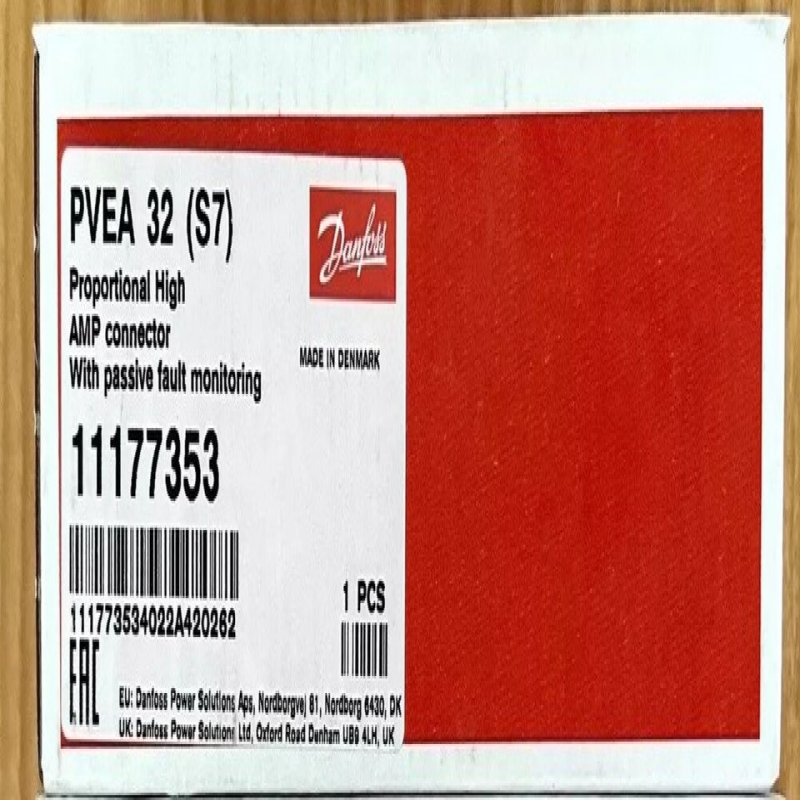 PVEA 32 (S7)
Danfoss
Proportional High
AMP connector
With passive fault monitoring
MADE IN DENMARK
11177353
111773534022A420262
1 PCS
EAC
EU: Danfoss Power Solutions Aps, Nordborgvej 81, Nordborg 6430, DK
UK: Danfoss Power Solutions Ltd, Oxford Road Denham UB9 4LH, UK